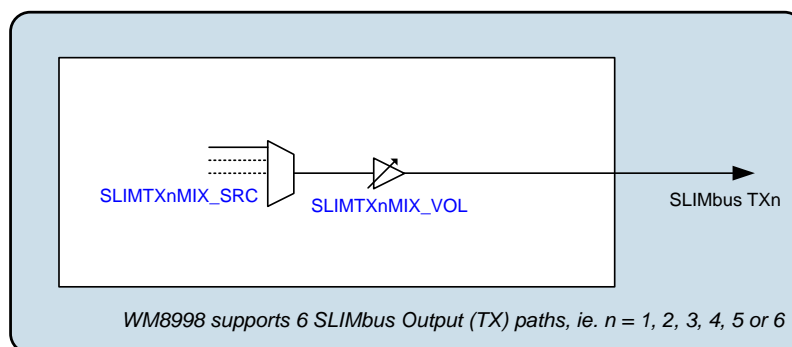 SLIMTXnMIX_SRC
SLIMTXnMIX_VOL
SLIMbus TXn
WM8998 supports 6 SLIMbus Output (TX) paths, ie. n = 1, 2, 3, 4, 5 or 6